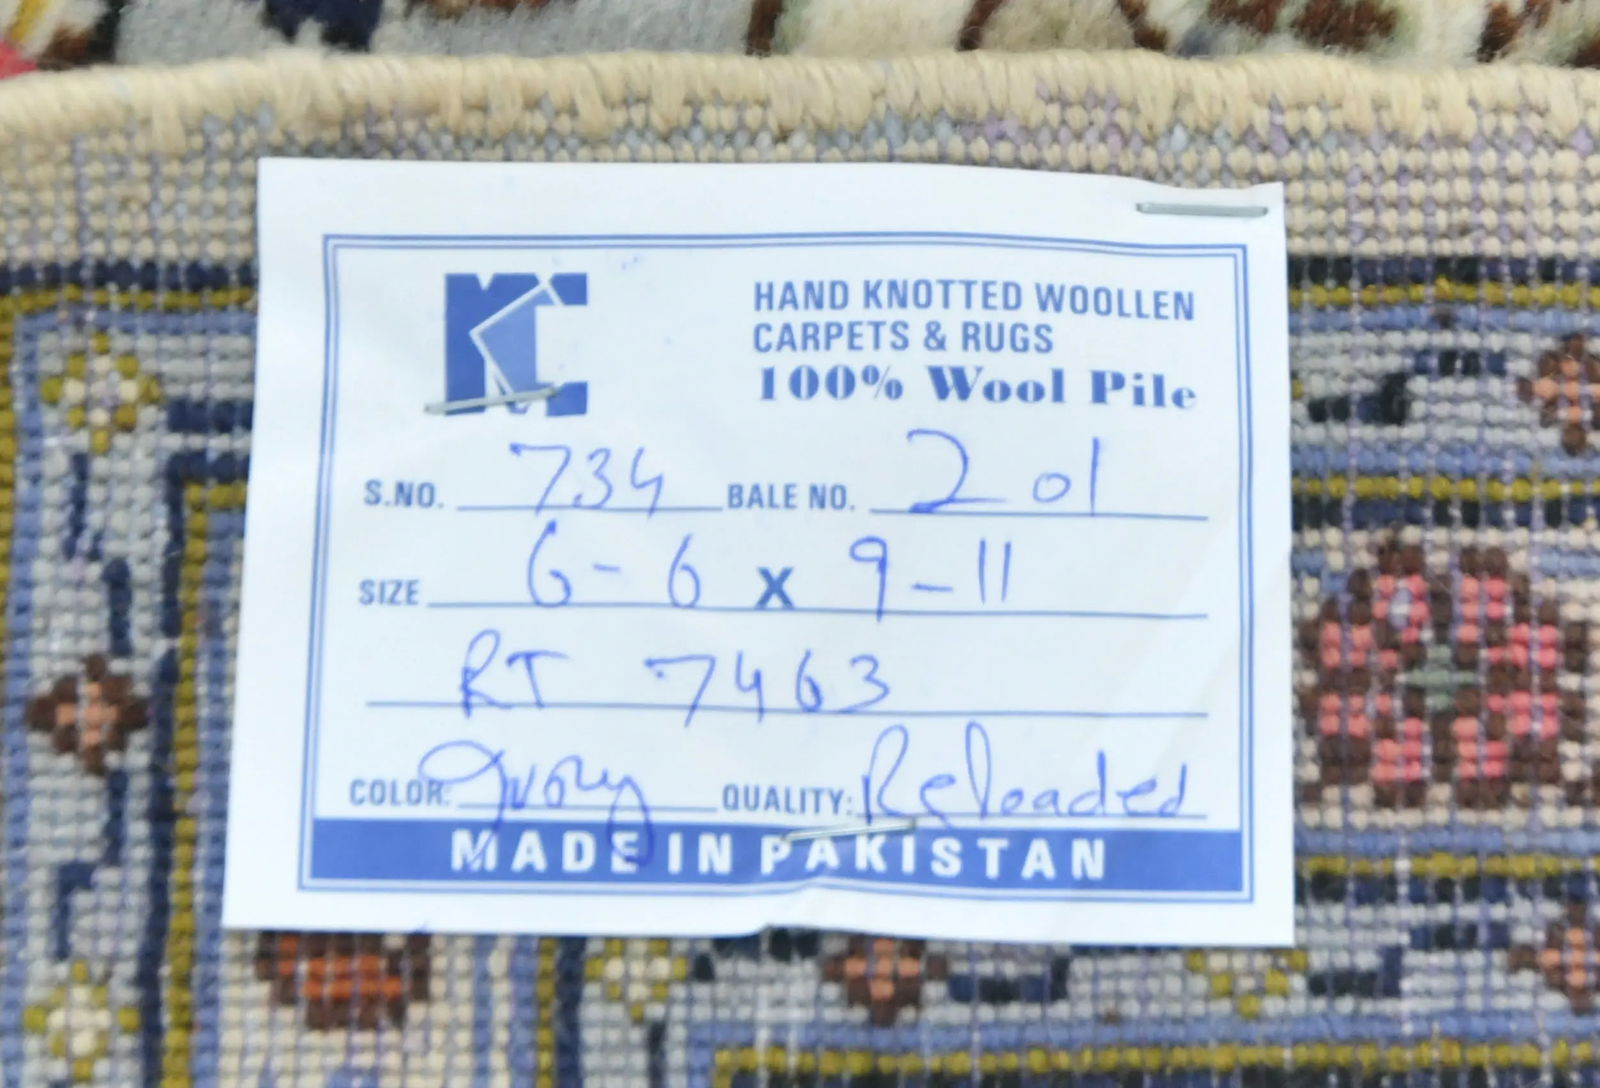 HAND KNOTTED WOOLLEN
CARPETS & RUGS
100% Wool Pile
S.NO. 734 BALE NO. 201
SIZE 6-6 X 9-11
RT 7463
COLOR: Ivory QUALITY: Reloaded
MADE IN PAKISTAN